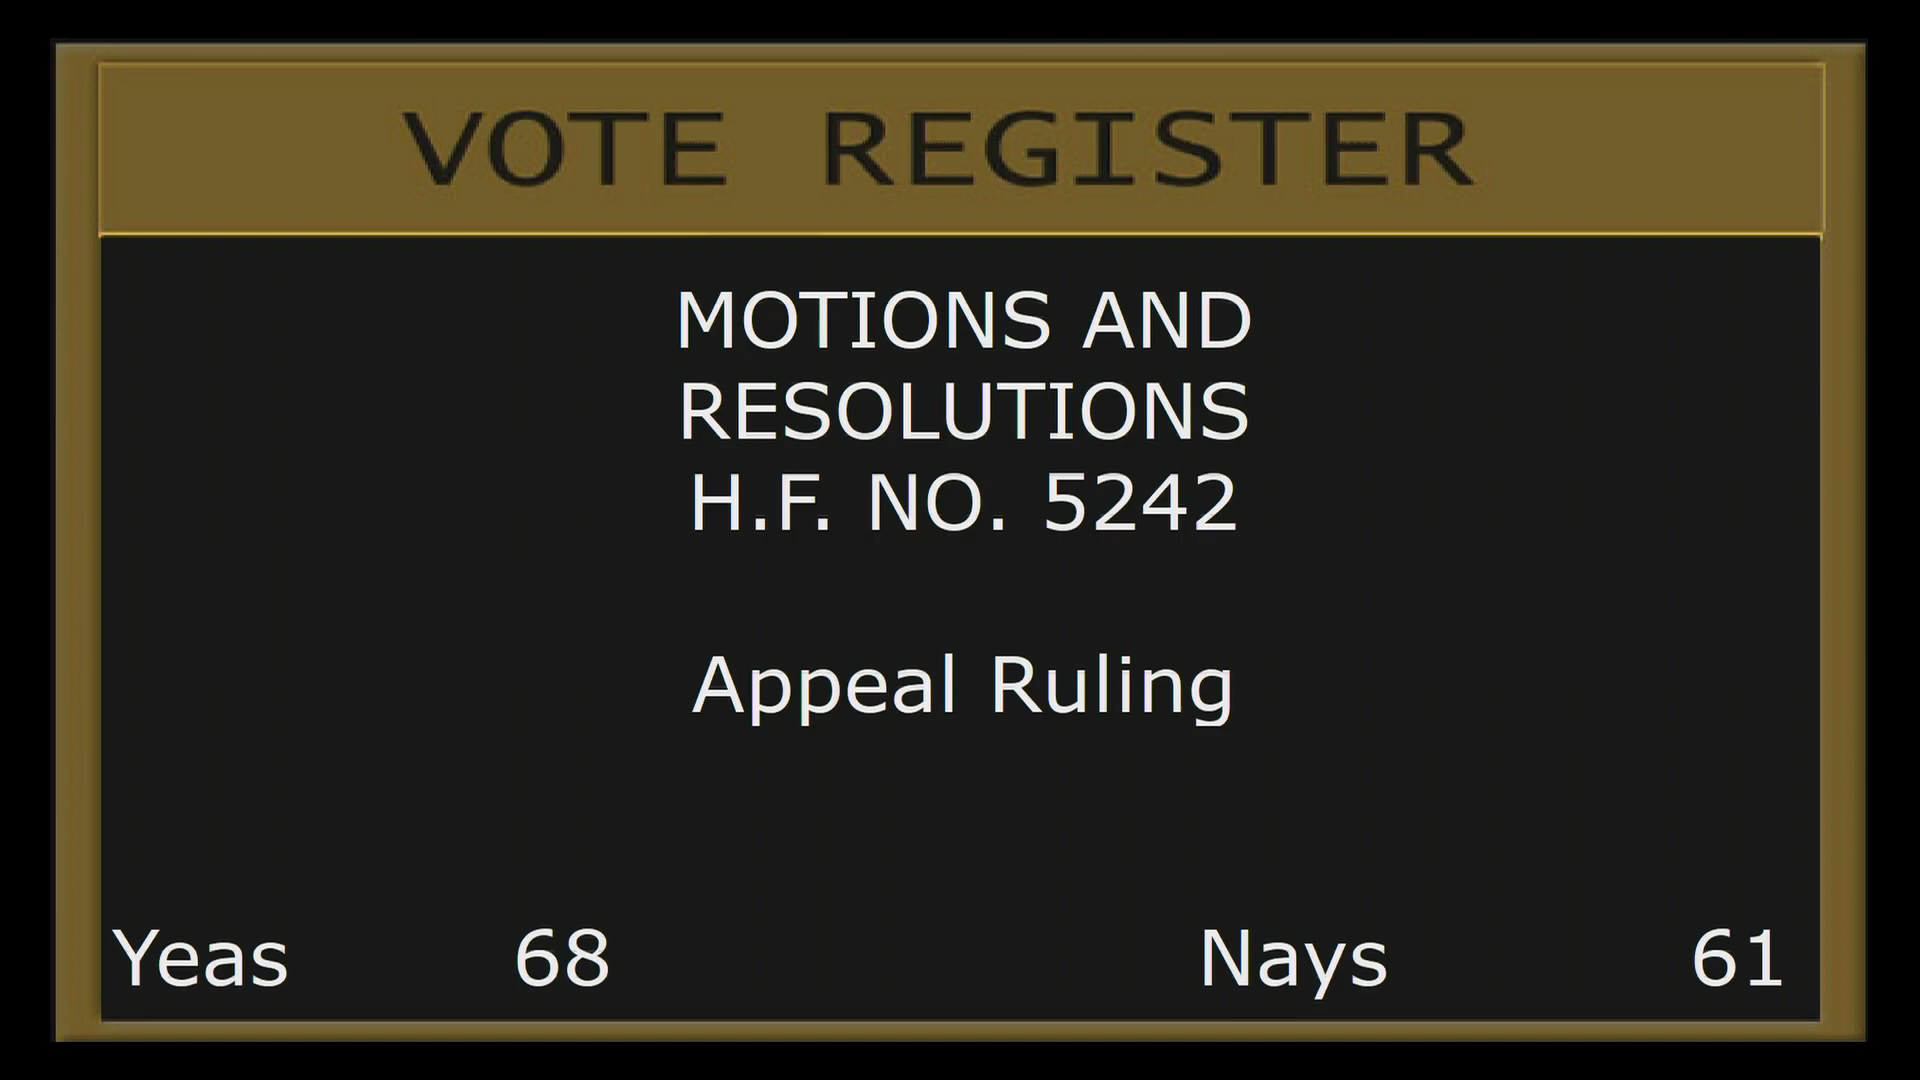 VOTE REGISTER
MOTIONS AND
RESOLUTIONS
H.F. NO. 5242
Appeal Ruling
Yeas 68 Nays 61